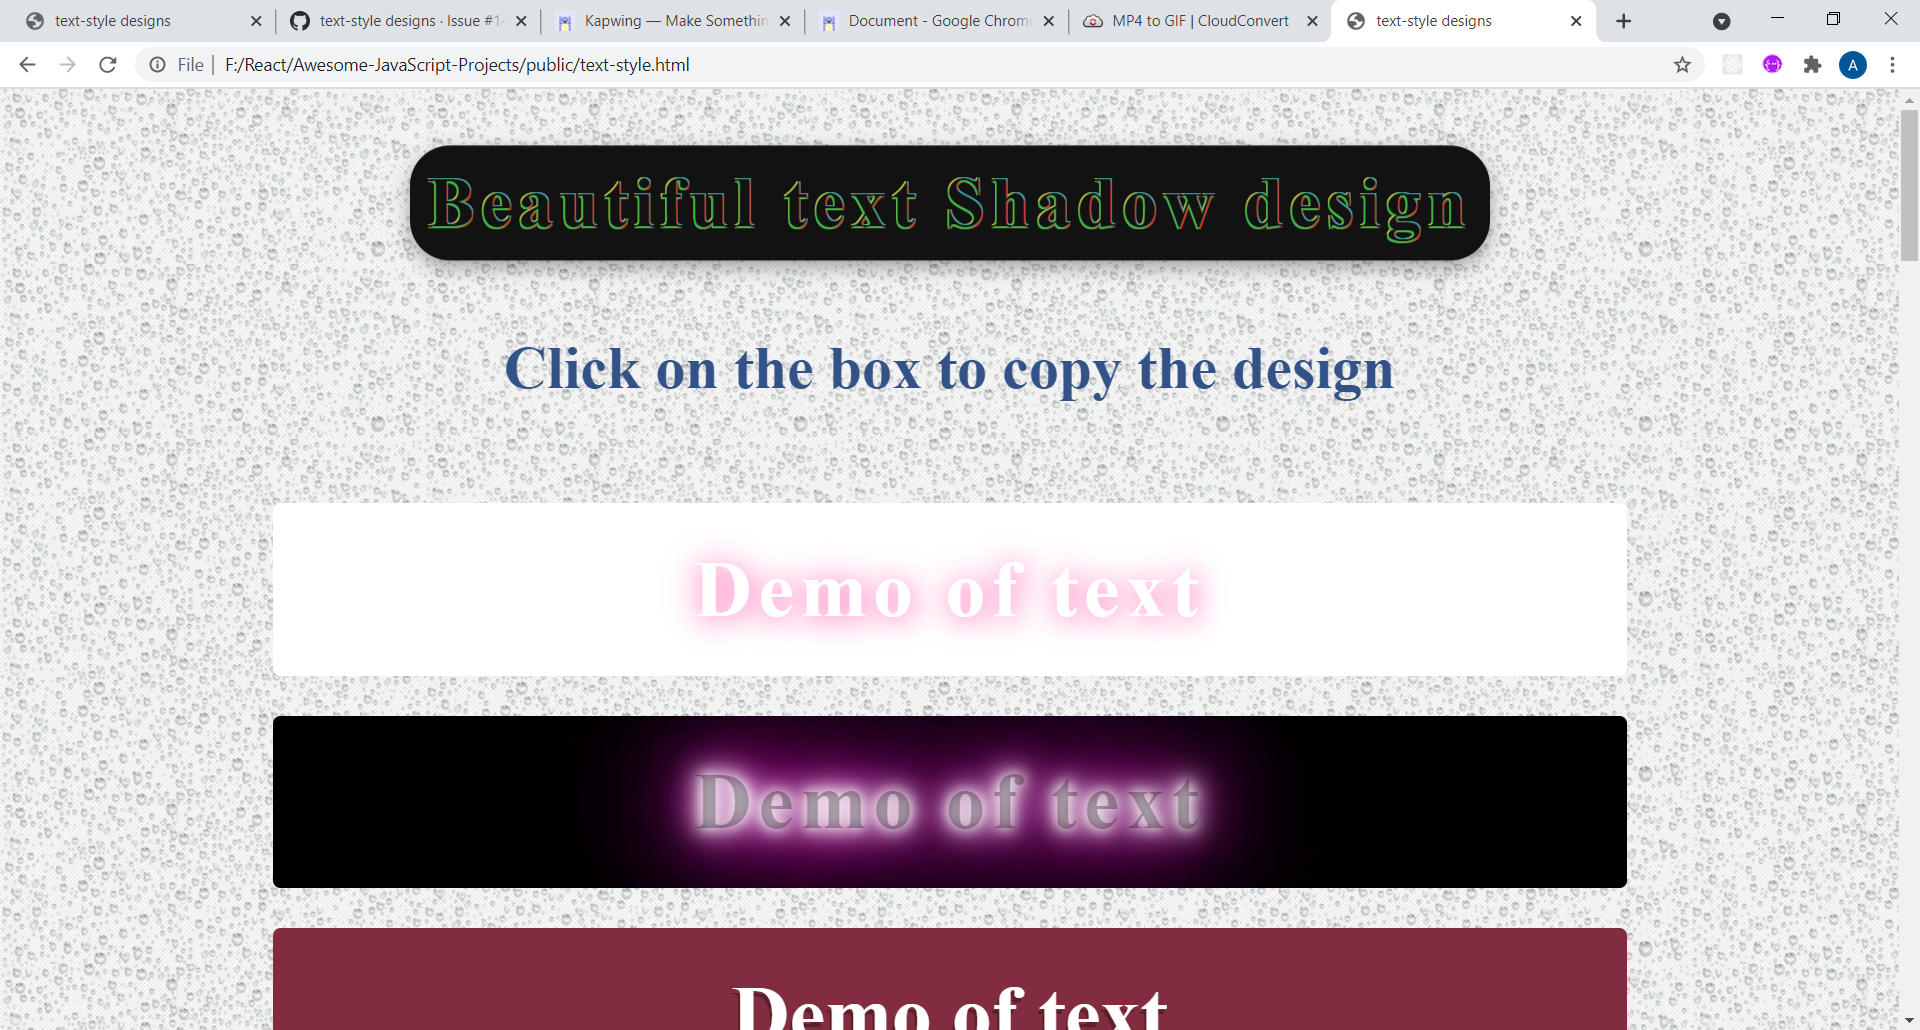 text-style designs
text-style designs · Issue #1
Kapwing — Make Somethin
Document - Google Chrom
MP4 to GIF | CloudConvert
text-style designs
File | F:/React/Awesome-JavaScript-Projects/public/text-style.html
A
Beautiful text Shadow design
Click on the box to copy the design
Demo of text
Demo of text
Demo of text